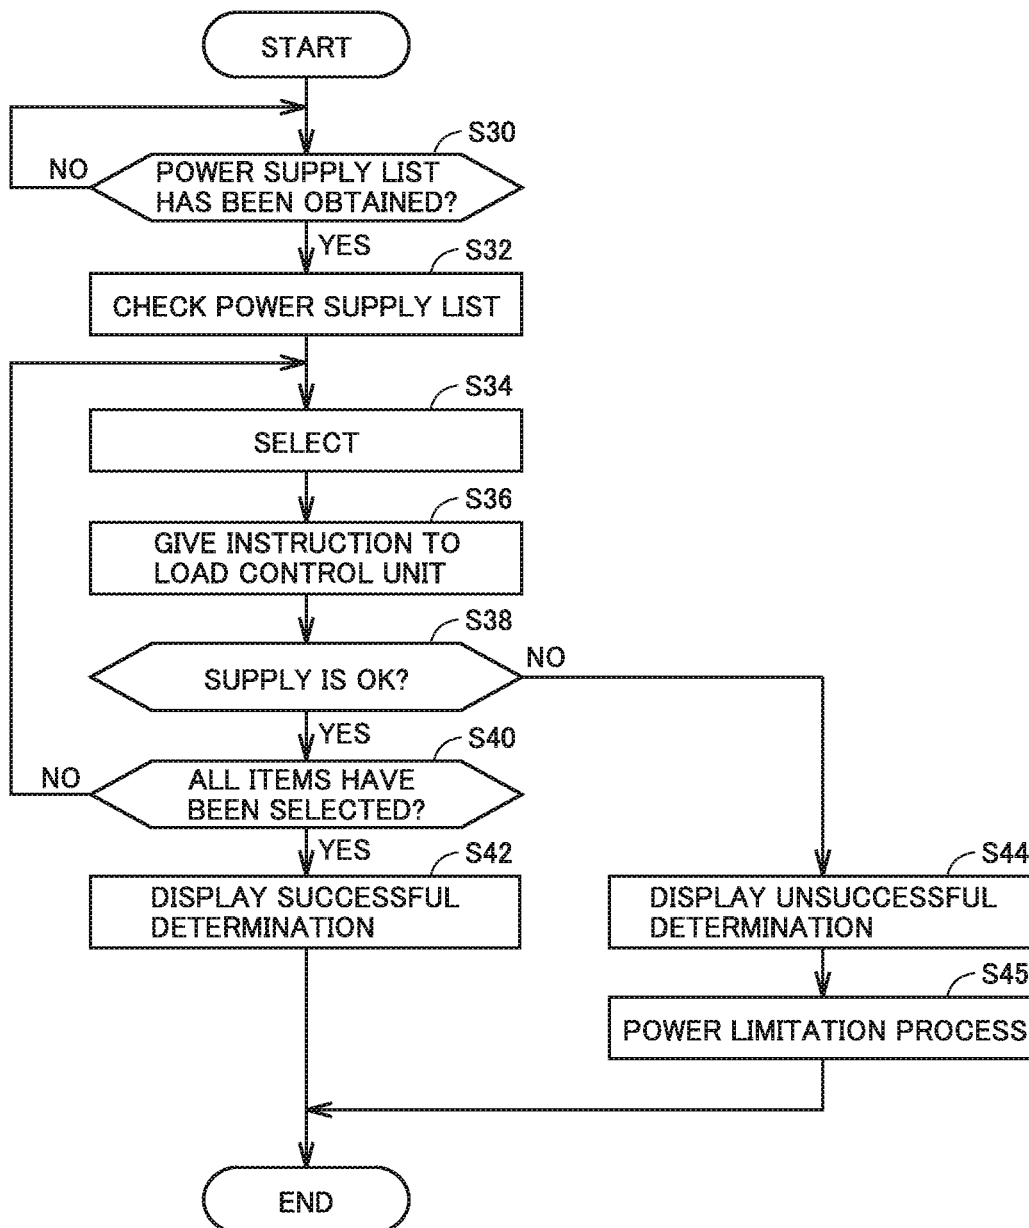 START
S30
NO
POWER SUPPLY LIST
HAS BEEN OBTAINED?
YES
S32
CHECK POWER SUPPLY LIST
S34
SELECT
S36
GIVE INSTRUCTION TO
LOAD CONTROL UNIT
S38
SUPPLY IS OK?
NO
YES
S40
NO
ALL ITEMS HAVE
BEEN SELECTED?
YES
S42
DISPLAY SUCCESSFUL
DETERMINATION
S44
DISPLAY UNSUCCESSFUL
DETERMINATION
S45
POWER LIMITATION PROCESS
END